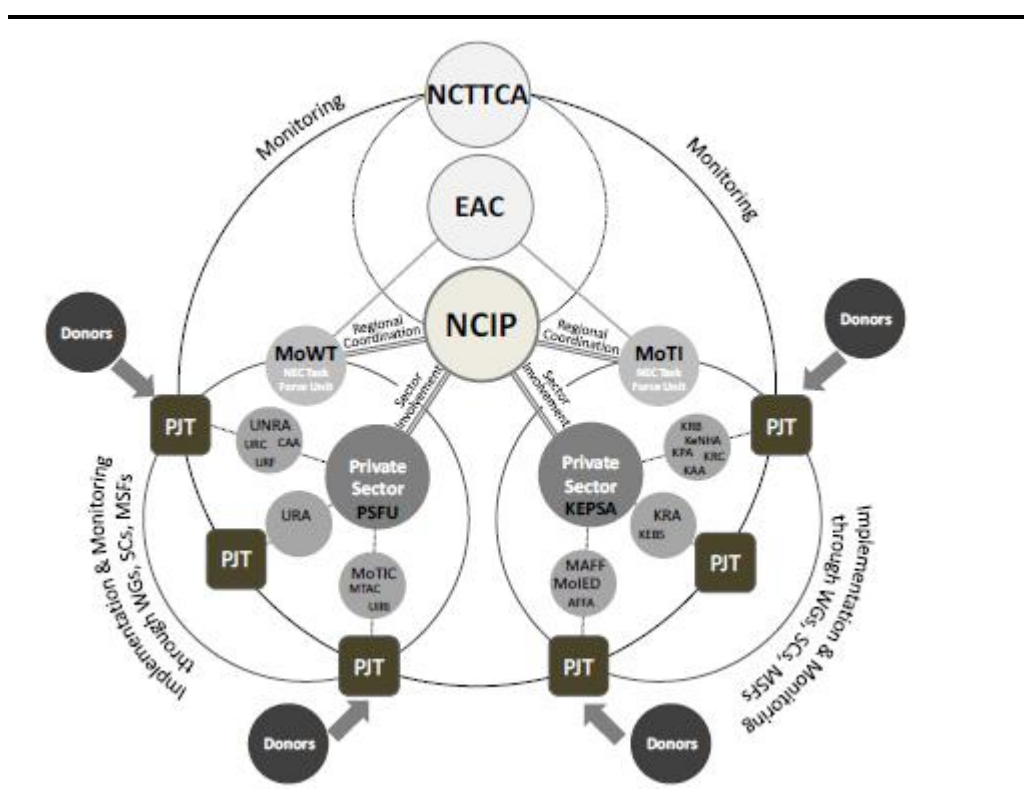 NCTTCA
Monitoring
Monitoring
EAC
NCIP
Donors
Donors
Regional
Coordination
Regional
Coordination
MoWT
NEC Task
Force Unit
MoTI
NEC Task
Force Unit
Sector
Involvement
Sector
Involvement
PJT
PJT
UNRA
URC CAA
URF
KRB
KeNHA
KPA KRC
KAA
Private
Sector
PSFU
Private
Sector
KEPSA
URA
KRA
KEBS
PJT
PJT
MoTIC
MTAC
MAFF
MoIED
AFFA
Implementation & Monitoring
through WGs, SCs, MSFs
Implementation & Monitoring
through WGs, SCs, MSFs
PJT
PJT
Donors
Donors